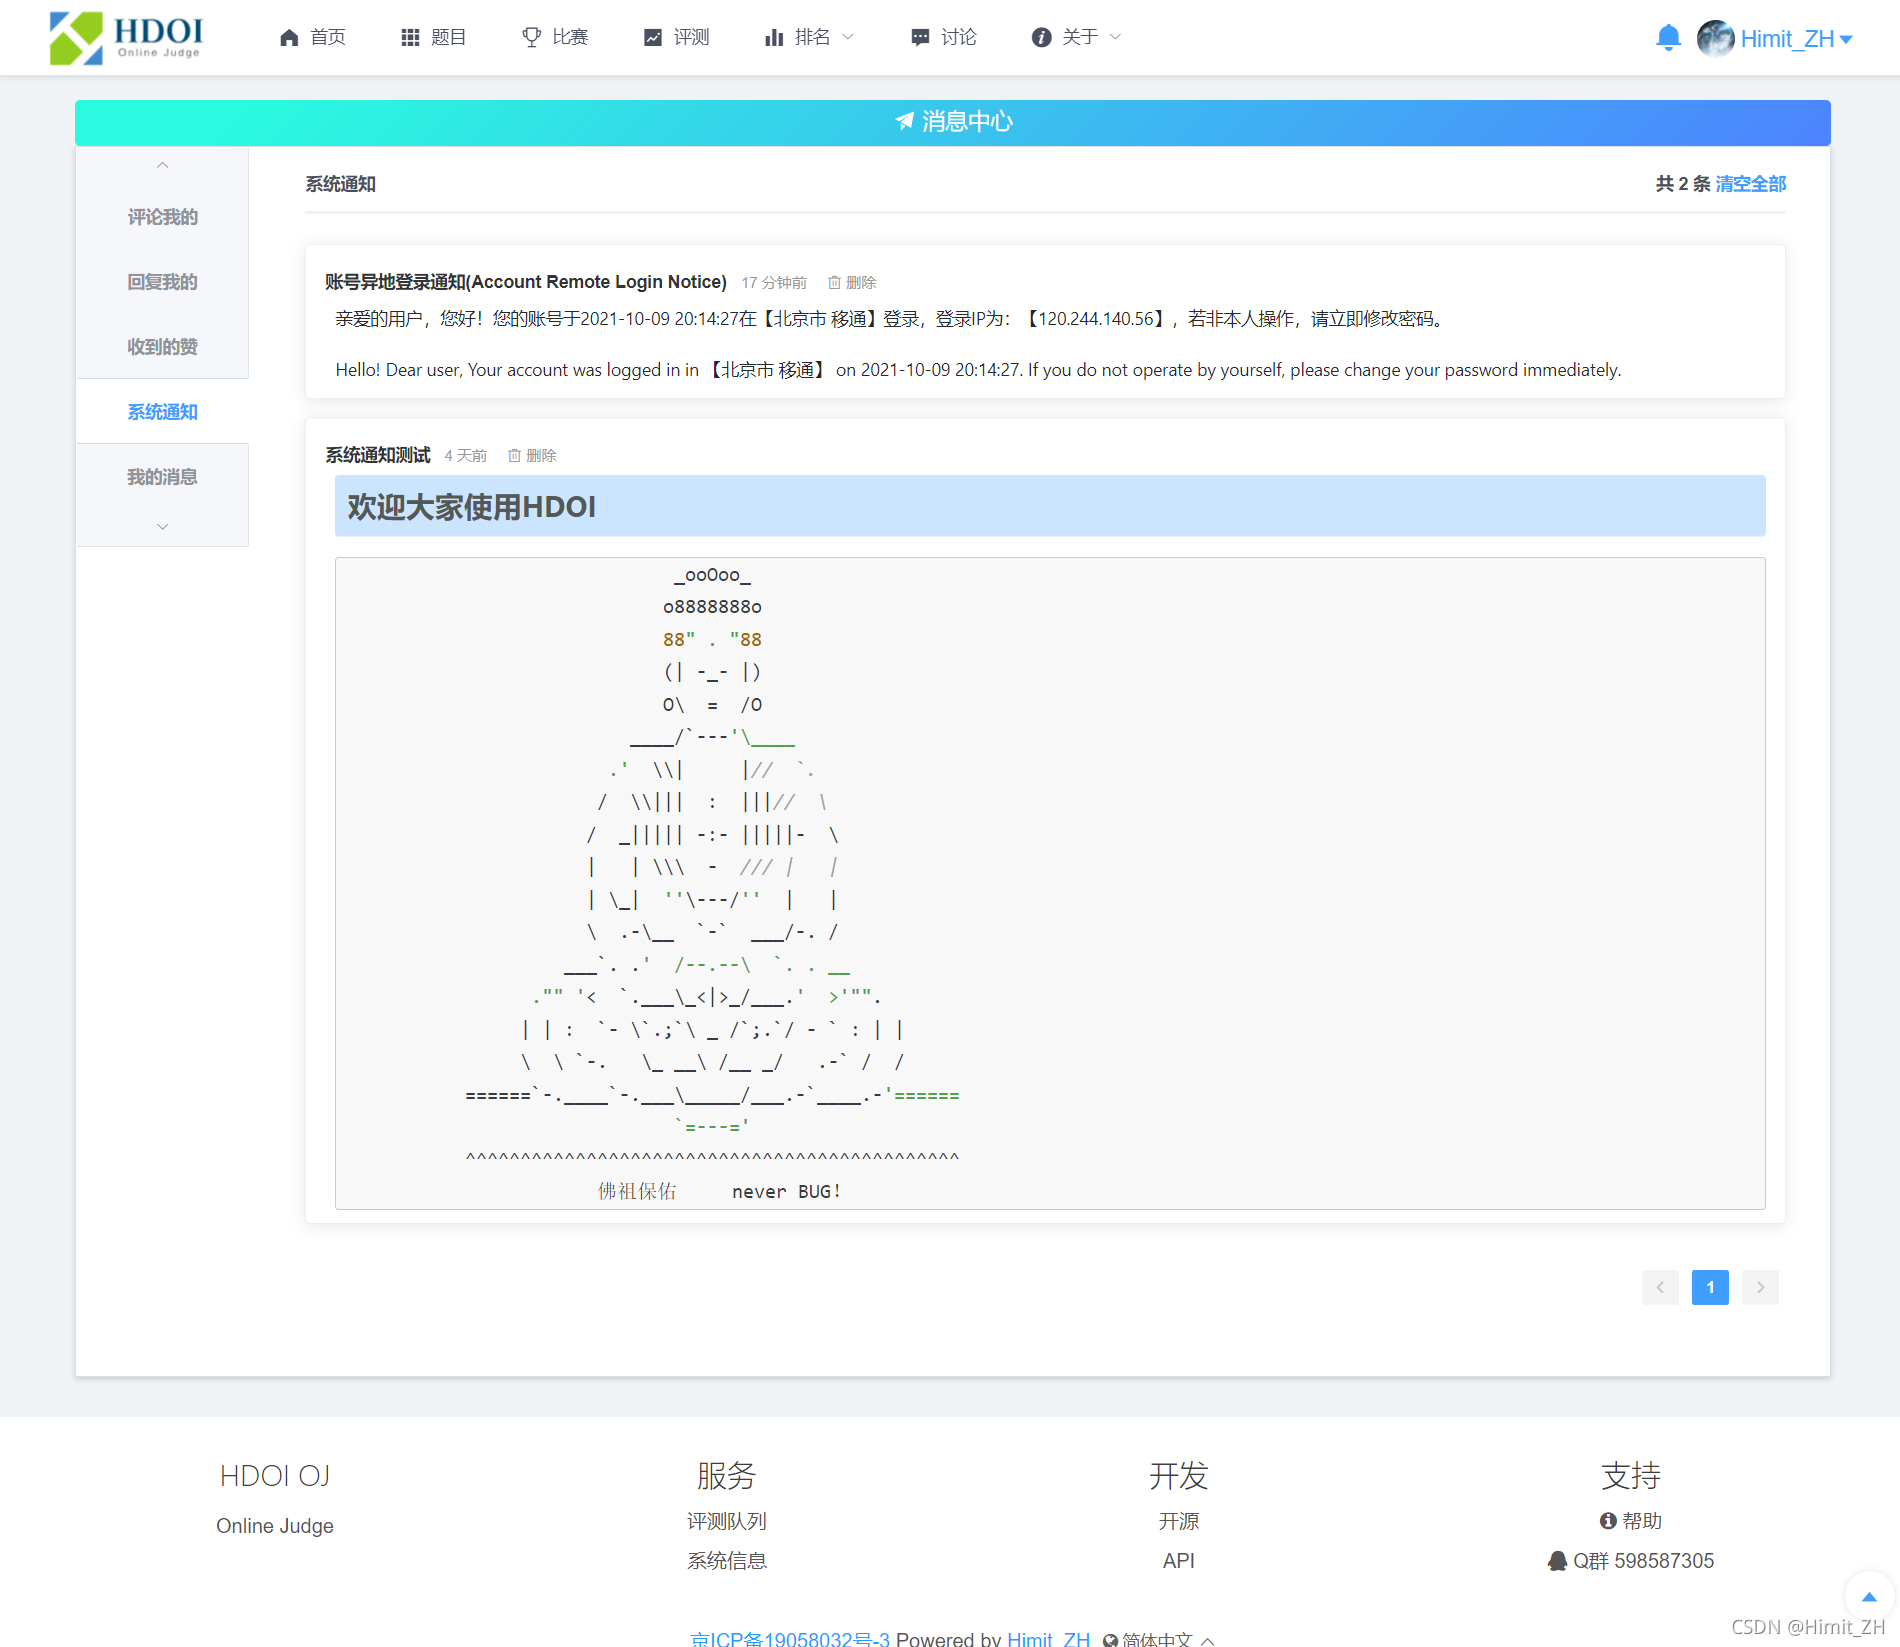 HDOI
Online Judge
首页 题目 比赛 评测 排名 讨论 关于 Himit_ZH
消息中心
评论我的
回复我的
收到的赞
系统通知
我的消息
系统通知 共 2 条 清空全部
账号异地登录通知(Account Remote Login Notice) 17 分钟前 删除
亲爱的用户，您好！您的账号于2021-10-09 20:14:27在【北京市 移通】登录，登录IP为：【120.244.140.56】，若非本人操作，请立即修改密码。
Hello! Dear user, Your account was logged in in 【北京市 移通】 on 2021-10-09 20:14:27. If you do not operate by yourself, please change your password immediately.
系统通知测试 4 天前 删除
欢迎大家使用HDOI
                   _ooOoo_
                  o8888888o
                  88" . "88
                  (| -_- |)
                  O\  =  /O
               ____/`---'\____
             .'  \\|     |//  `.
            /  \\|||  :  |||//  \
           /  _||||| -:- |||||-  \
           |   | \\\  -  /// |   |
           | \_|  ''\---/''  |   |
           \  .-\__  `-`  ___/-. /
         ___`. .'  /--.--\  `. . __
      ."" '<  `.___\_<|>_/___.'  >'"".
     | | :  `- \`.;`\ _ /`;.`/ - ` : | |
     \  \ `-.   \_ __\ /__ _/   .-` /  /
======`-.____`-.___\_____/___.-`____.-'======
                   `=---='
^^^^^^^^^^^^^^^^^^^^^^^^^^^^^^^^^^^^^^^^^^^^^
            佛祖保佑     never BUG!
1
HDOI OJ
Online Judge
服务
评测队列
系统信息
开发
开源
API
支持
帮助
Q群 598587305
京ICP备19058032号-3 Powered by Himit_ZH 简体中文
CSDN @Himit_ZH